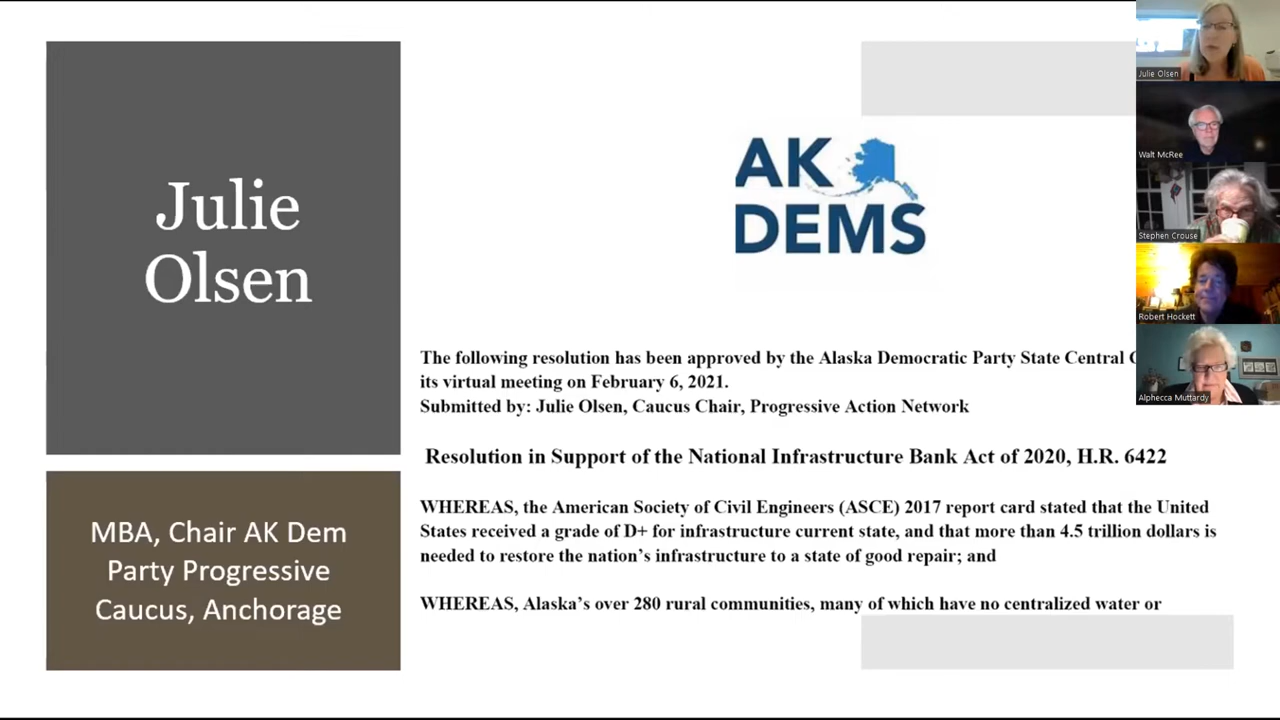 Julie
Olsen
MBA, Chair AK Dem
Party Progressive
Caucus, Anchorage
AK
DEMS
The following resolution has been approved by the Alaska Democratic Party State Central
its virtual meeting on February 6, 2021.
Submitted by: Julie Olsen, Caucus Chair, Progressive Action Network
Resolution in Support of the National Infrastructure Bank Act of 2020, H.R. 6422
WHEREAS, the American Society of Civil Engineers (ASCE) 2017 report card stated that the United
States received a grade of D+ for infrastructure current state, and that more than 4.5 trillion dollars is
needed to restore the nation's infrastructure to a state of good repair; and
WHEREAS, Alaska's over 280 rural communities, many of which have no centralized water or
Julie Olsen
Walt McRee
Stephen Crouse
Robert Hockett
Alphecca Muttardy